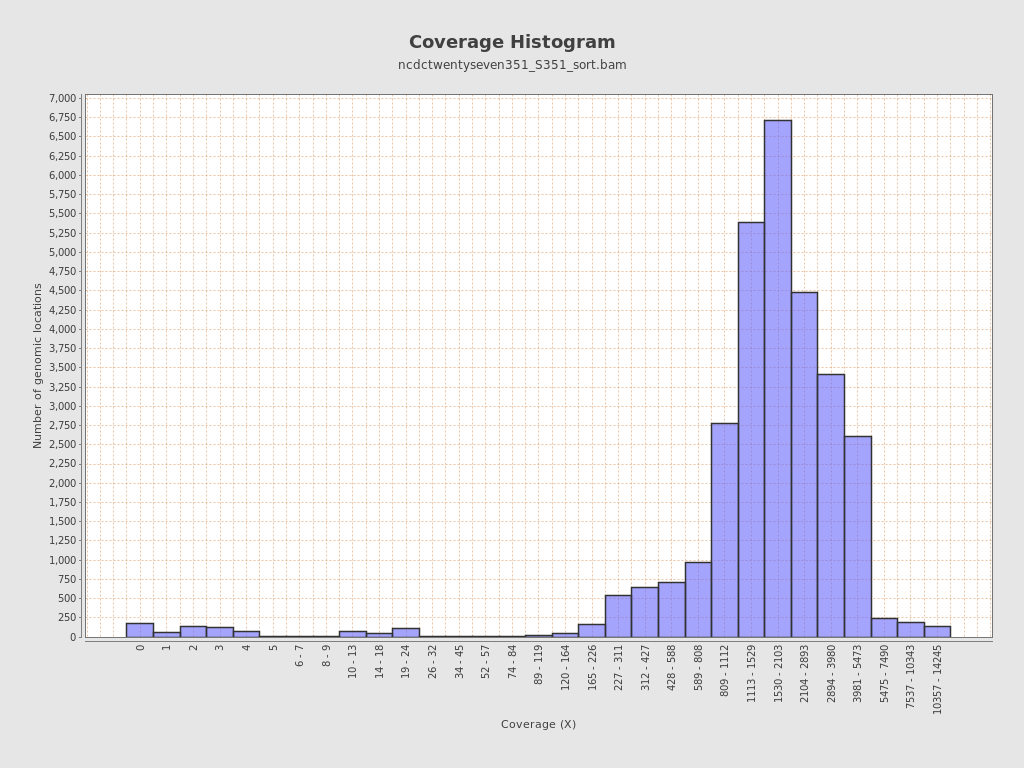 Coverage Histogram
ncdctwentyseven351_S351_sort.bam
7,000
6,750
6,500
6,250
6,000
5,750
5,500
5,250
5,000
4,750
4,500
4,250
4,000
3,750
3,500
3,250
3,000
2,750
2,500
2,250
2,000
1,750
1,500
1,250
1,000
750
500
250
0
Number of genomic locations
0
1
2
3
4
5
6 - 7
8 - 9
10 - 13
14 - 18
19 - 24
26 - 32
34 - 45
52 - 57
74 - 84
89 - 119
120 - 164
165 - 226
227 - 311
312 - 427
428 - 588
589 - 808
809 - 1112
1113 - 1529
1530 - 2103
2104 - 2893
2894 - 3980
3981 - 5473
5475 - 7490
7537 - 10343
10357 - 14245
Coverage (X)